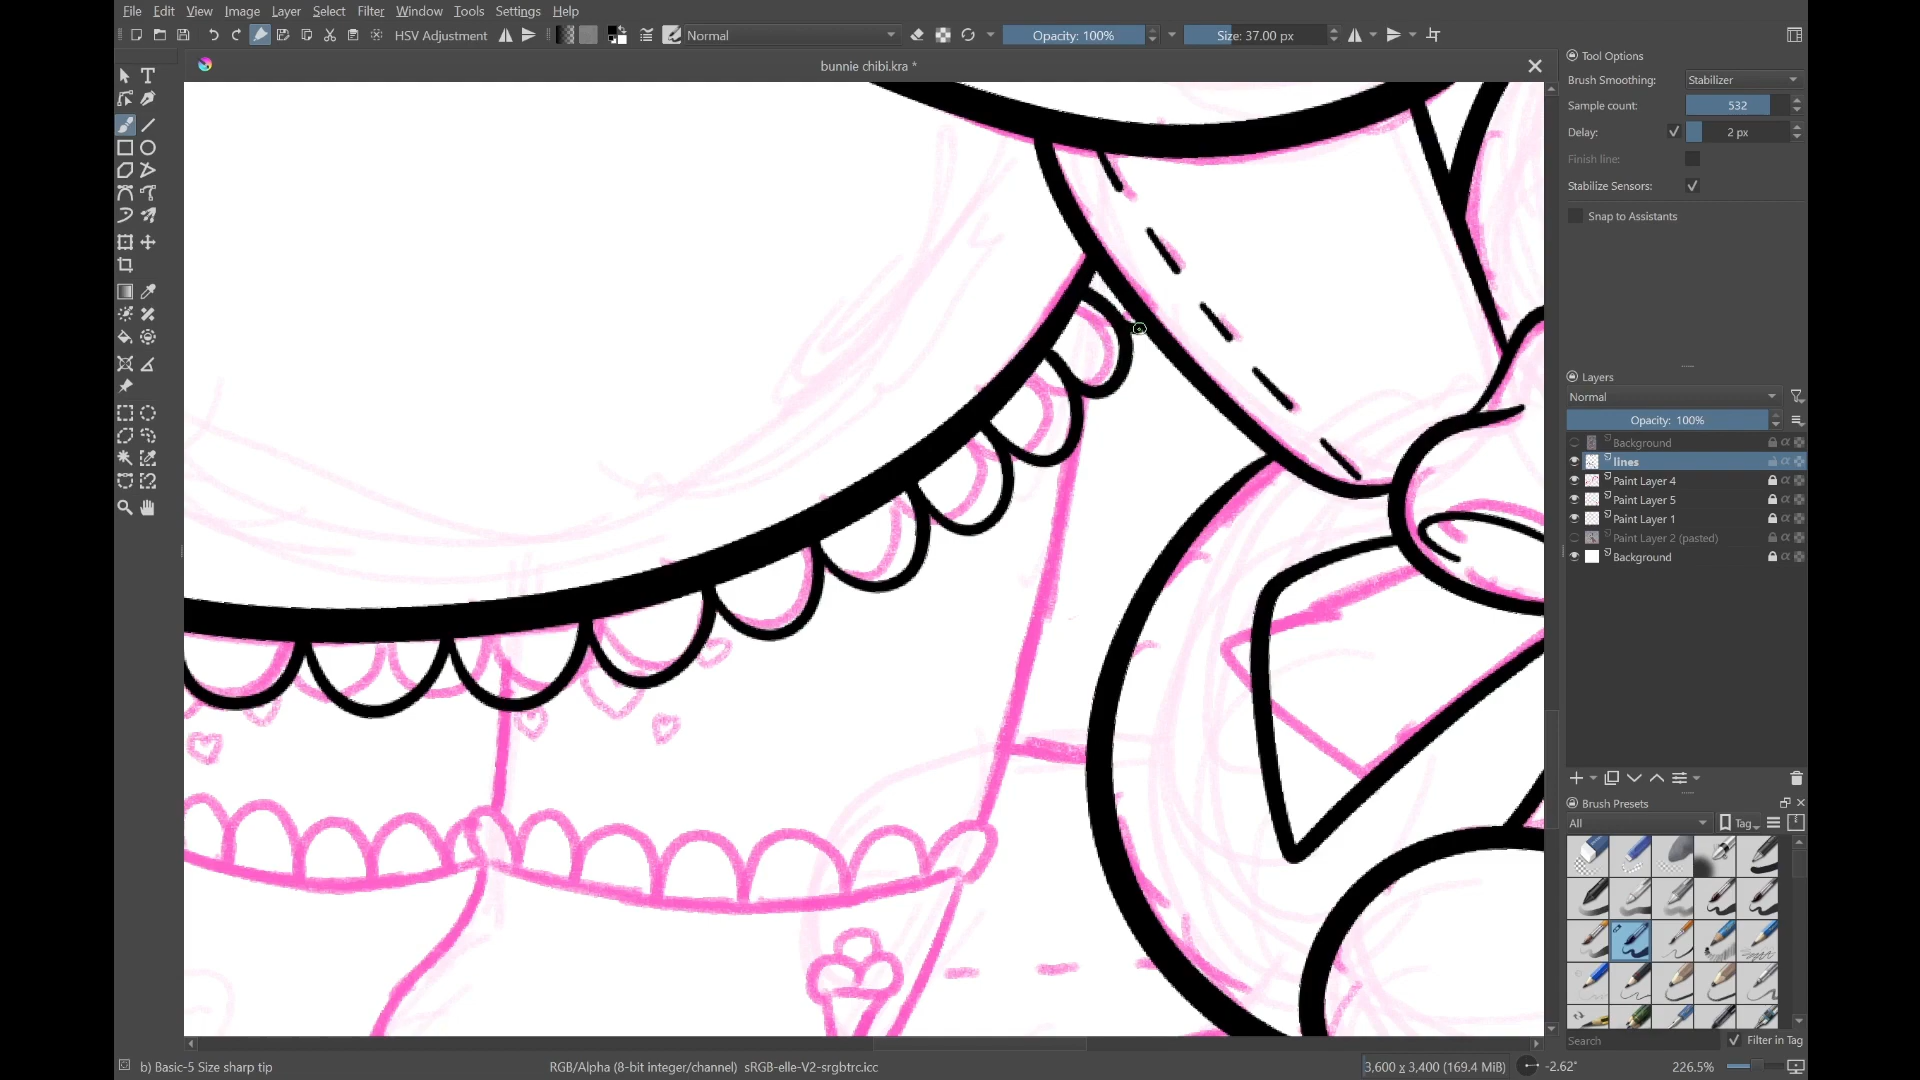 File Edit View Image Layer Select Filter Window Tools Settings Help
HSV Adjustment Normal Opacity: 100% Size: 37.00 px
bunnie chibi.kra *
Tool Options
Brush Smoothing: Stabilizer
Sample count: 532
Delay: 2 px
Finish line:
Stabilize Sensors:
Snap to Assistants
Layers
Normal
Opacity: 100%
Background
lines
Paint Layer 4
Paint Layer 5
Paint Layer 1
Paint Layer 2 (pasted)
Background
Brush Presets
All Tag
Search Filter in Tag
b) Basic-5 Size sharp tip RGB/Alpha (8-bit integer/channel) sRGB-elle-V2-srgbtrc.icc 3,600 x 3,400 (169.4 MiB) -2.62° 226.5%